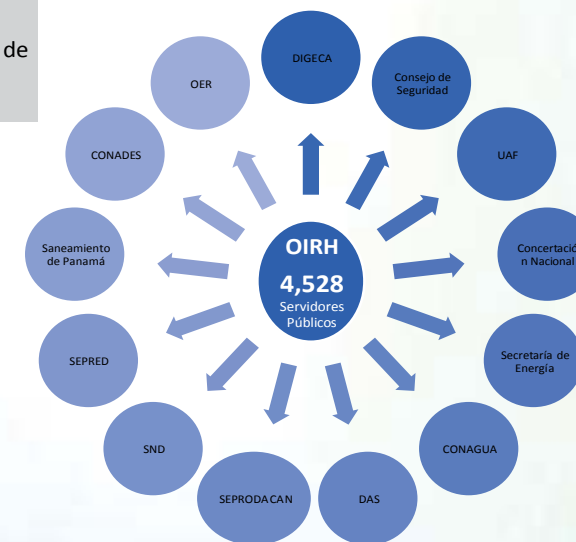 de
DIGECA
Consejo de
Seguridad
UAF
Concertació
n Nacional
Secretaría de
Energía
CONAGUA
DAS
SEPRODACAN
SND
SEPRED
Saneamiento
de Panamá
CONADES
OER
OIRH
4,528
Servidores
Públicos